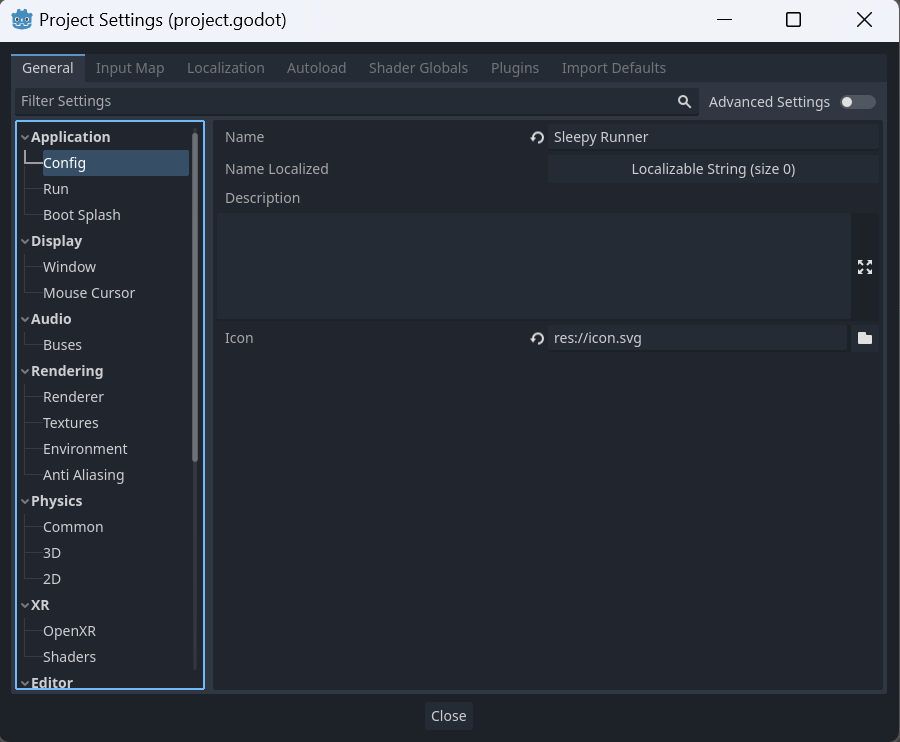 Project Settings (project.godot)
General Input Map Localization Autoload Shader Globals Plugins Import Defaults
Filter Settings Advanced Settings
Application
Config
Run
Boot Splash
Display
Window
Mouse Cursor
Audio
Buses
Rendering
Renderer
Textures
Environment
Anti Aliasing
Physics
Common
3D
2D
XR
OpenXR
Shaders
Editor
Name Sleepy Runner
Name Localized Localizable String (size 0)
Description
Icon res://icon.svg
Close